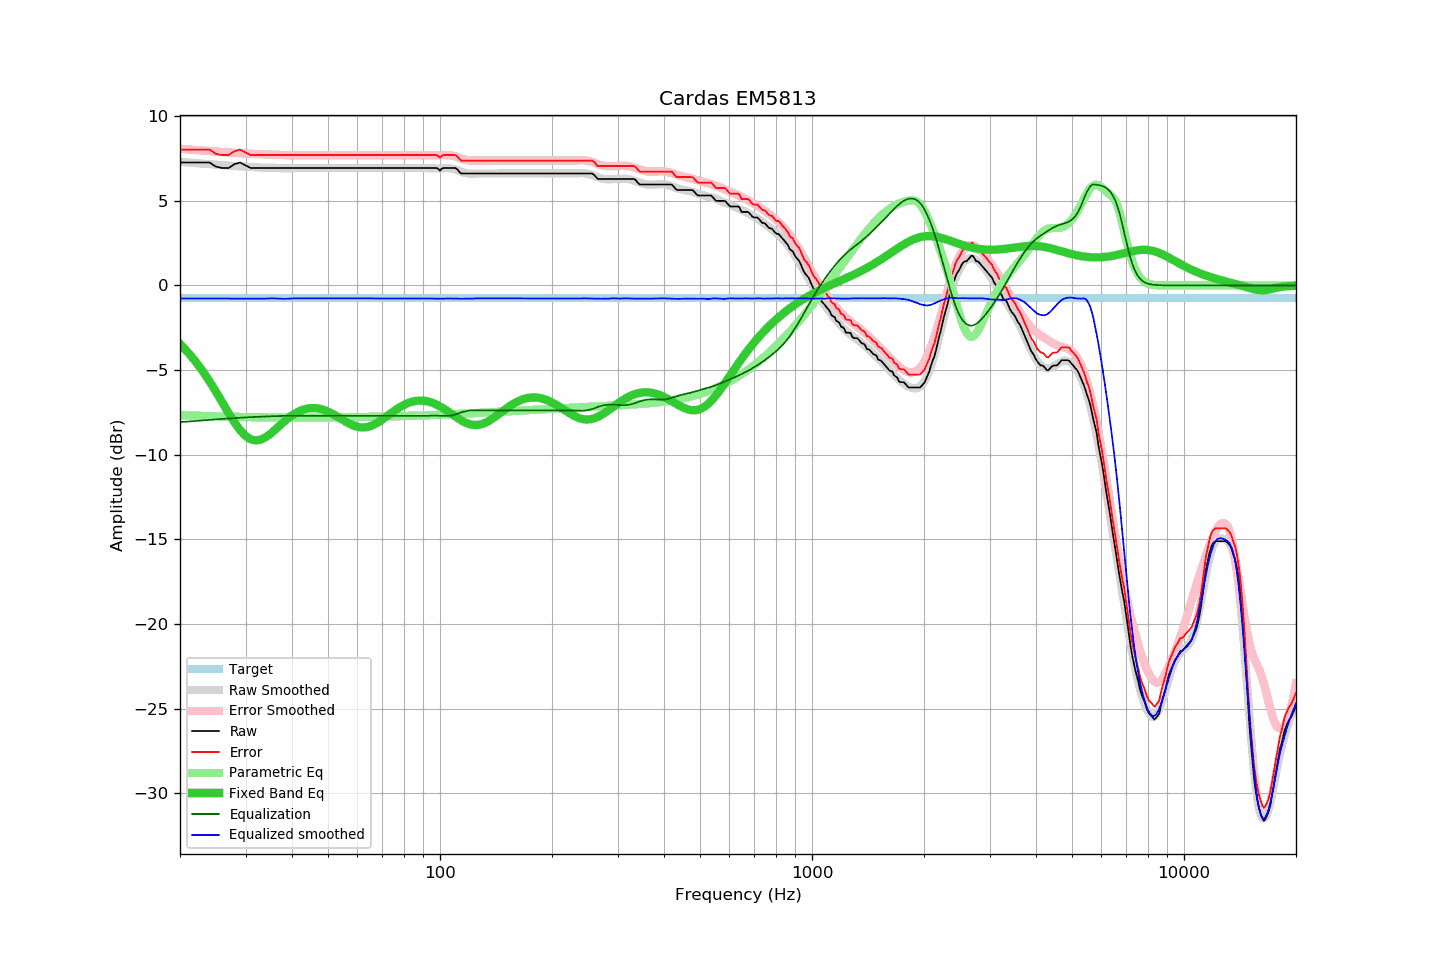 Cardas EM5813
10
5
0
−5
−10
−15
−20
−25
−30
Amplitude (dBr)
Target
Raw Smoothed
Error Smoothed
Raw
Error
Parametric Eq
Fixed Band Eq
Equalization
Equalized smoothed
100
1000
10000
Frequency (Hz)